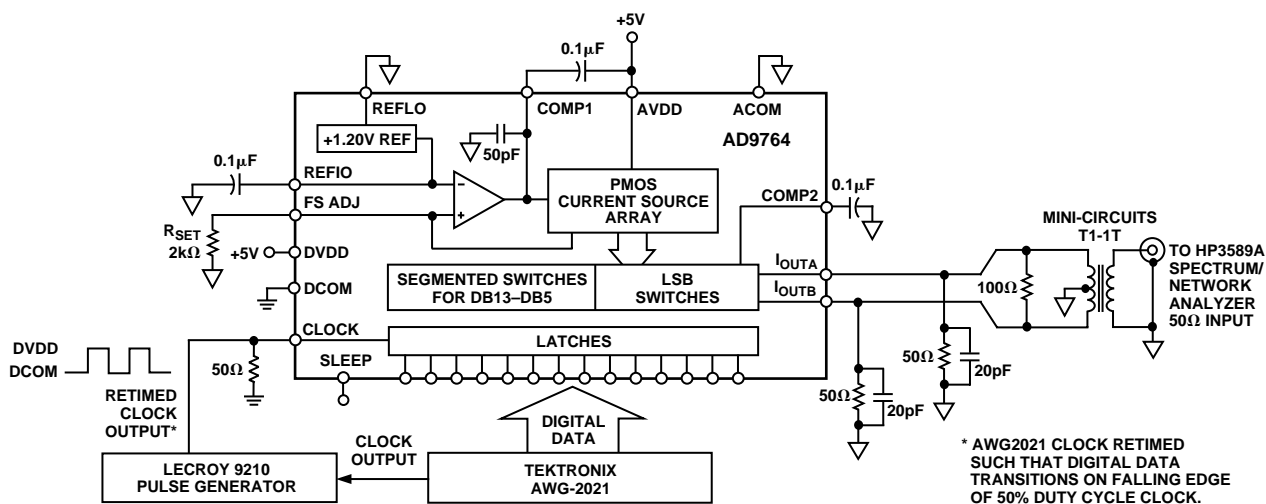 +5V
0.1µF
REFLO
COMP1
AVDD
ACOM
AD9764
+1.20V REF
50pF
0.1µF
REFIO
FS ADJ
RSET
2kΩ
+5V
DVDD
DCOM
–
+
PMOS
CURRENT SOURCE
ARRAY
COMP2
0.1µF
SEGMENTED SWITCHES
FOR DB13–DB5
LSB
SWITCHES
IOUTA
IOUTB
MINI-CIRCUITS
T1-1T
100Ω
TO HP3589A
SPECTRUM/
NETWORK
ANALYZER
50Ω INPUT
CLOCK
LATCHES
SLEEP
DVDD
DCOM
50Ω
RETIMED
CLOCK
OUTPUT*
50Ω
20pF
50Ω
20pF
DIGITAL
DATA
CLOCK
OUTPUT
LECROY 9210
PULSE GENERATOR
TEKTRONIX
AWG-2021
* AWG2021 CLOCK RETIMED
SUCH THAT DIGITAL DATA
TRANSITIONS ON FALLING EDGE
OF 50% DUTY CYCLE CLOCK.